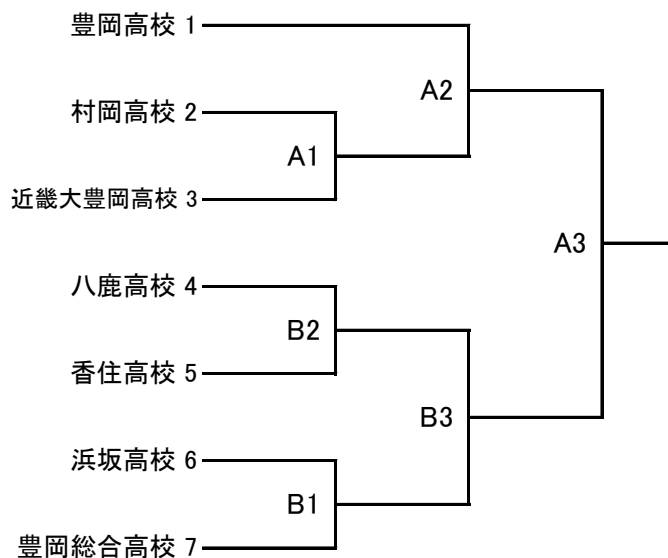 豊岡高校 1
A2
村岡高校 2
A1
近畿大豊岡高校 3
A3
八鹿高校 4
B2
香住高校 5
B3
浜坂高校 6
B1
豊岡総合高校 7